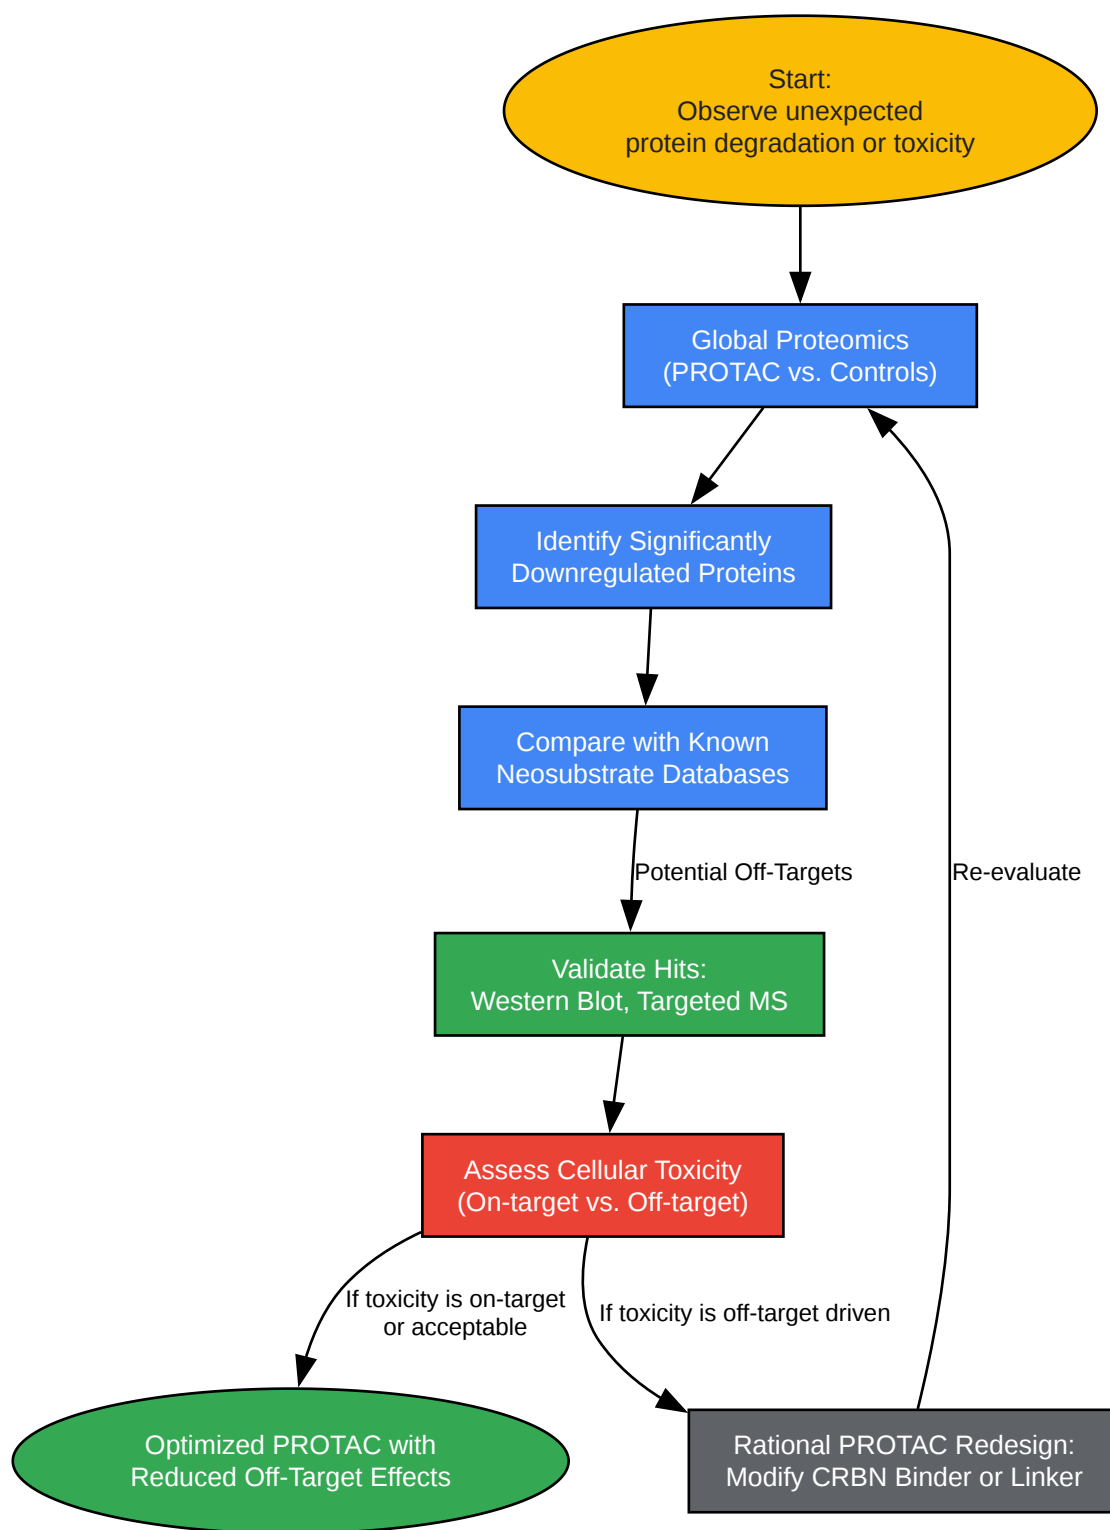 Start:
Observe unexpected
protein degradation or toxicity
Global Proteomics
(PROTAC vs. Controls)
Identify Significantly
Downregulated Proteins
Compare with Known
Neosubstrate Databases
Potential Off-Targets
Re-evaluate
Validate Hits:
Western Blot, Targeted MS
Assess Cellular Toxicity
(On-target vs. Off-target)
If toxicity is on-target
or acceptable
If toxicity is off-target driven
Optimized PROTAC with
Reduced Off-Target Effects
Rational PROTAC Redesign:
Modify CRBN Binder or Linker